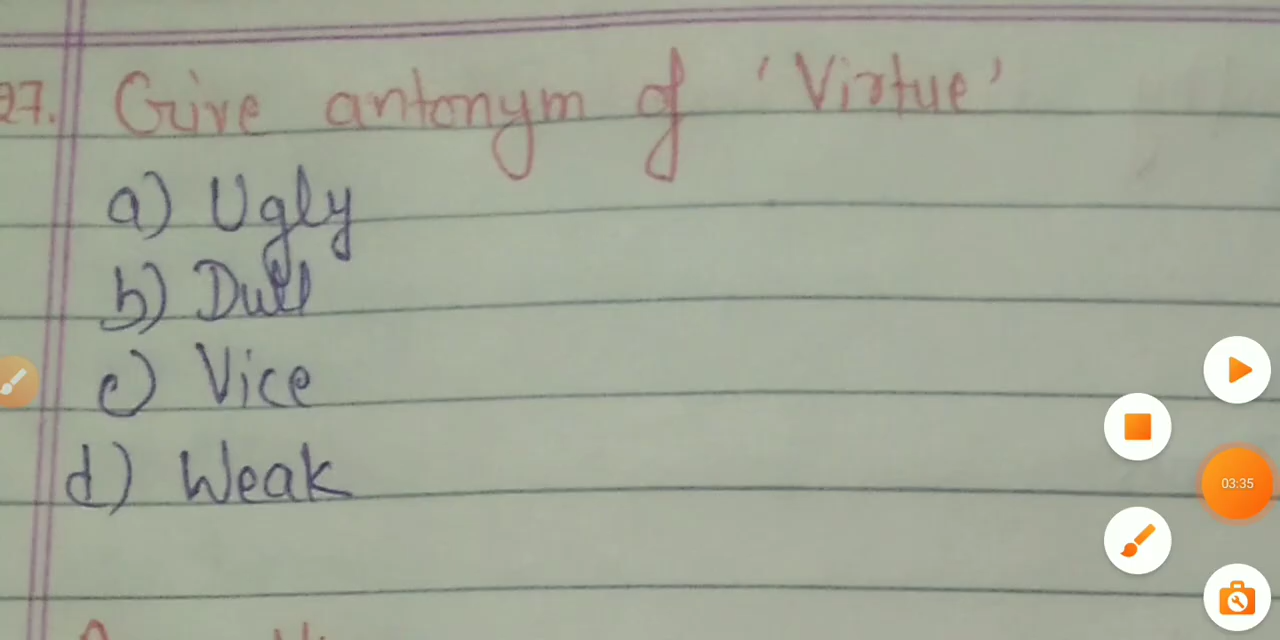 27. Give antonym of 'Virtue'
a) Ugly
b) Dull
c) Vice
d) Weak
03:35